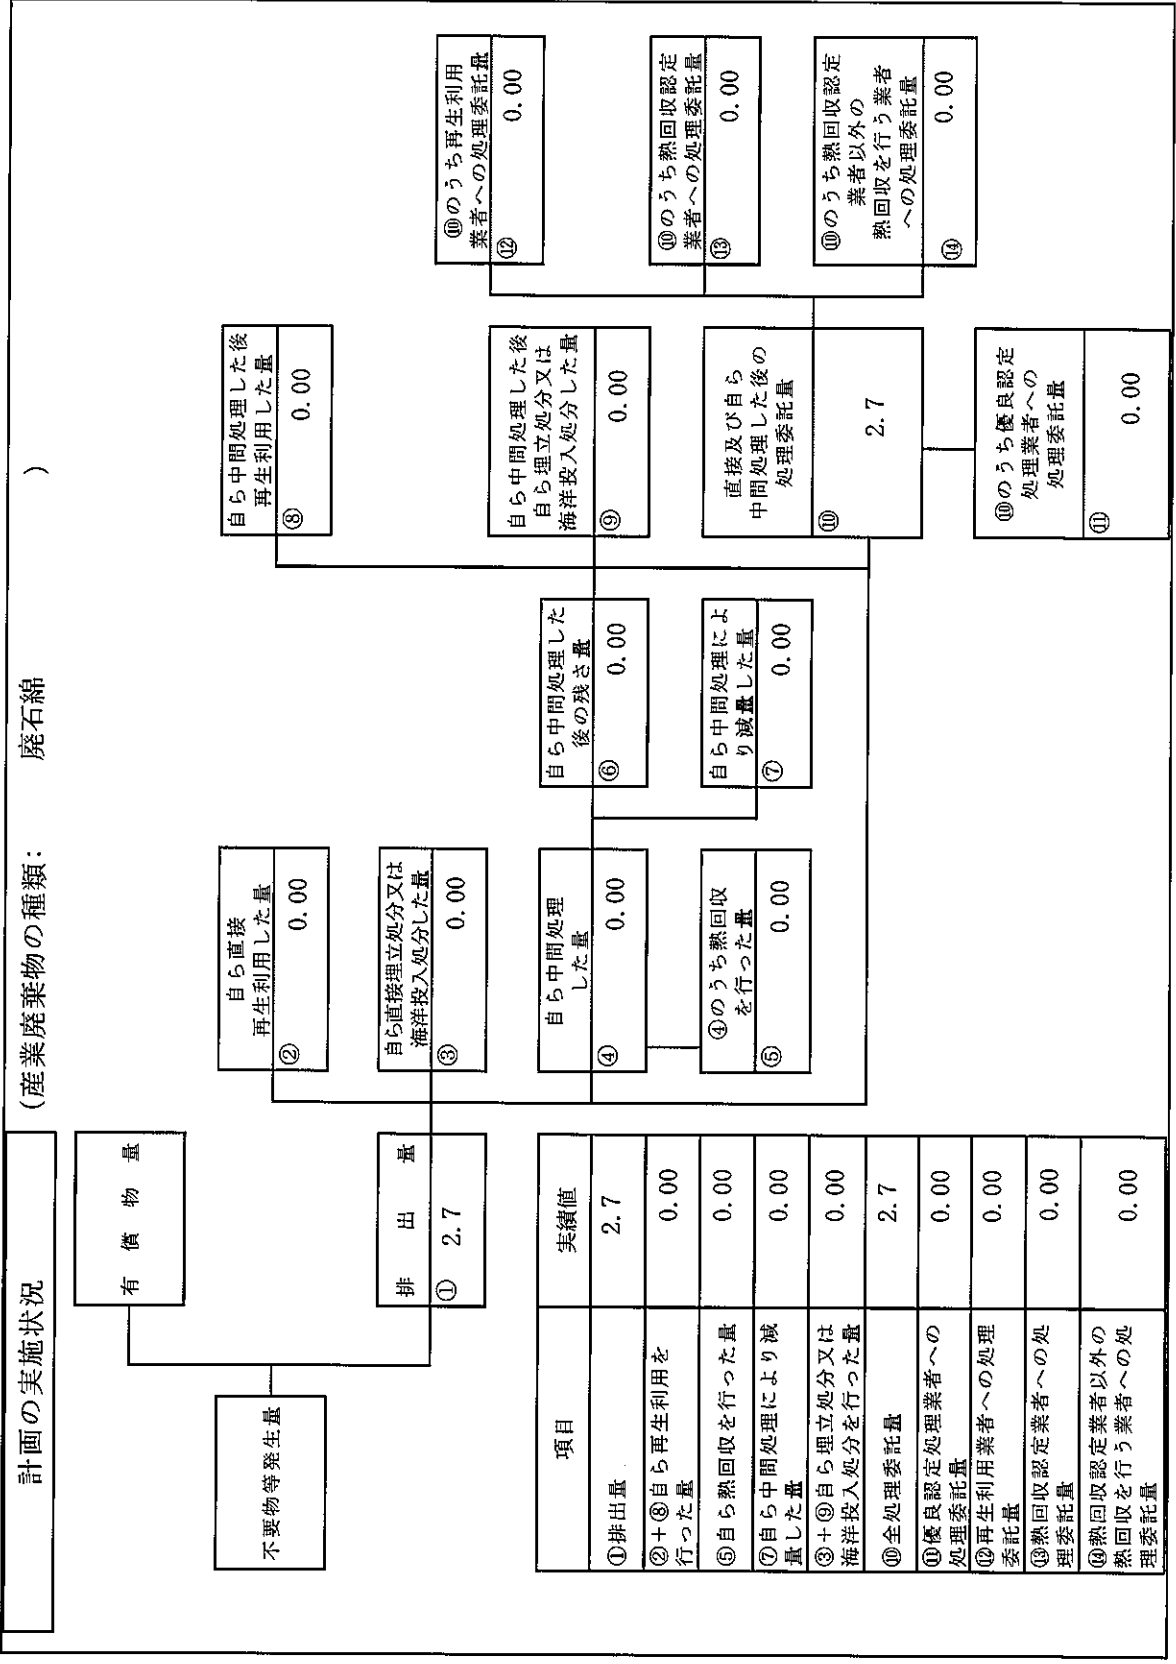 計画の実施状況
(産業廃棄物の種類: 廃石綿 )
有 償 物 量
不要物等発生量
排 出 量
① 2.7
自ら直接
再生利用した量
② 0.00
自ら直接埋立処分又は
海洋投入処分した量
③ 0.00
自ら中間処理
した量
④ 0.00
④のうち熱回収
を行った量
⑤ 0.00
自ら中間処理した
後の残さ量
⑥ 0.00
自ら中間処理によ
り減量した量
⑦ 0.00
自ら中間処理した後
再生利用した量
⑧ 0.00
自ら中間処理した後
自ら埋立処分又は
海洋投入処分した量
⑨ 0.00
直接及び自ら
中間処理した後の
処理委託量
⑩ 2.7
⑩のうち優良認定
処理業者への
処理委託量
⑪ 0.00
⑩のうち再生利用
業者への処理委託量
⑫ 0.00
⑩のうち熱回収認定
業者への処理委託量
⑬ 0.00
⑩のうち熱回収認定
業者以外の
熱回収を行う業者
への処理委託量
⑭ 0.00
項目 実績値
①排出量 2.7
②+⑧自ら再生利用を
行った量 0.00
⑤自ら熱回収を行った量 0.00
⑦自ら中間処理により減
量した量 0.00
③+⑨自ら埋立処分又は
海洋投入処分を行った量 0.00
⑩全処理委託量 2.7
⑪優良認定処理業者への
処理委託量 0.00
⑫再生利用業者への処理
委託量 0.00
⑬熱回収認定業者への処
理委託量 0.00
⑭熱回収認定業者以外の
熱回収を行う業者への処
理委託量 0.00